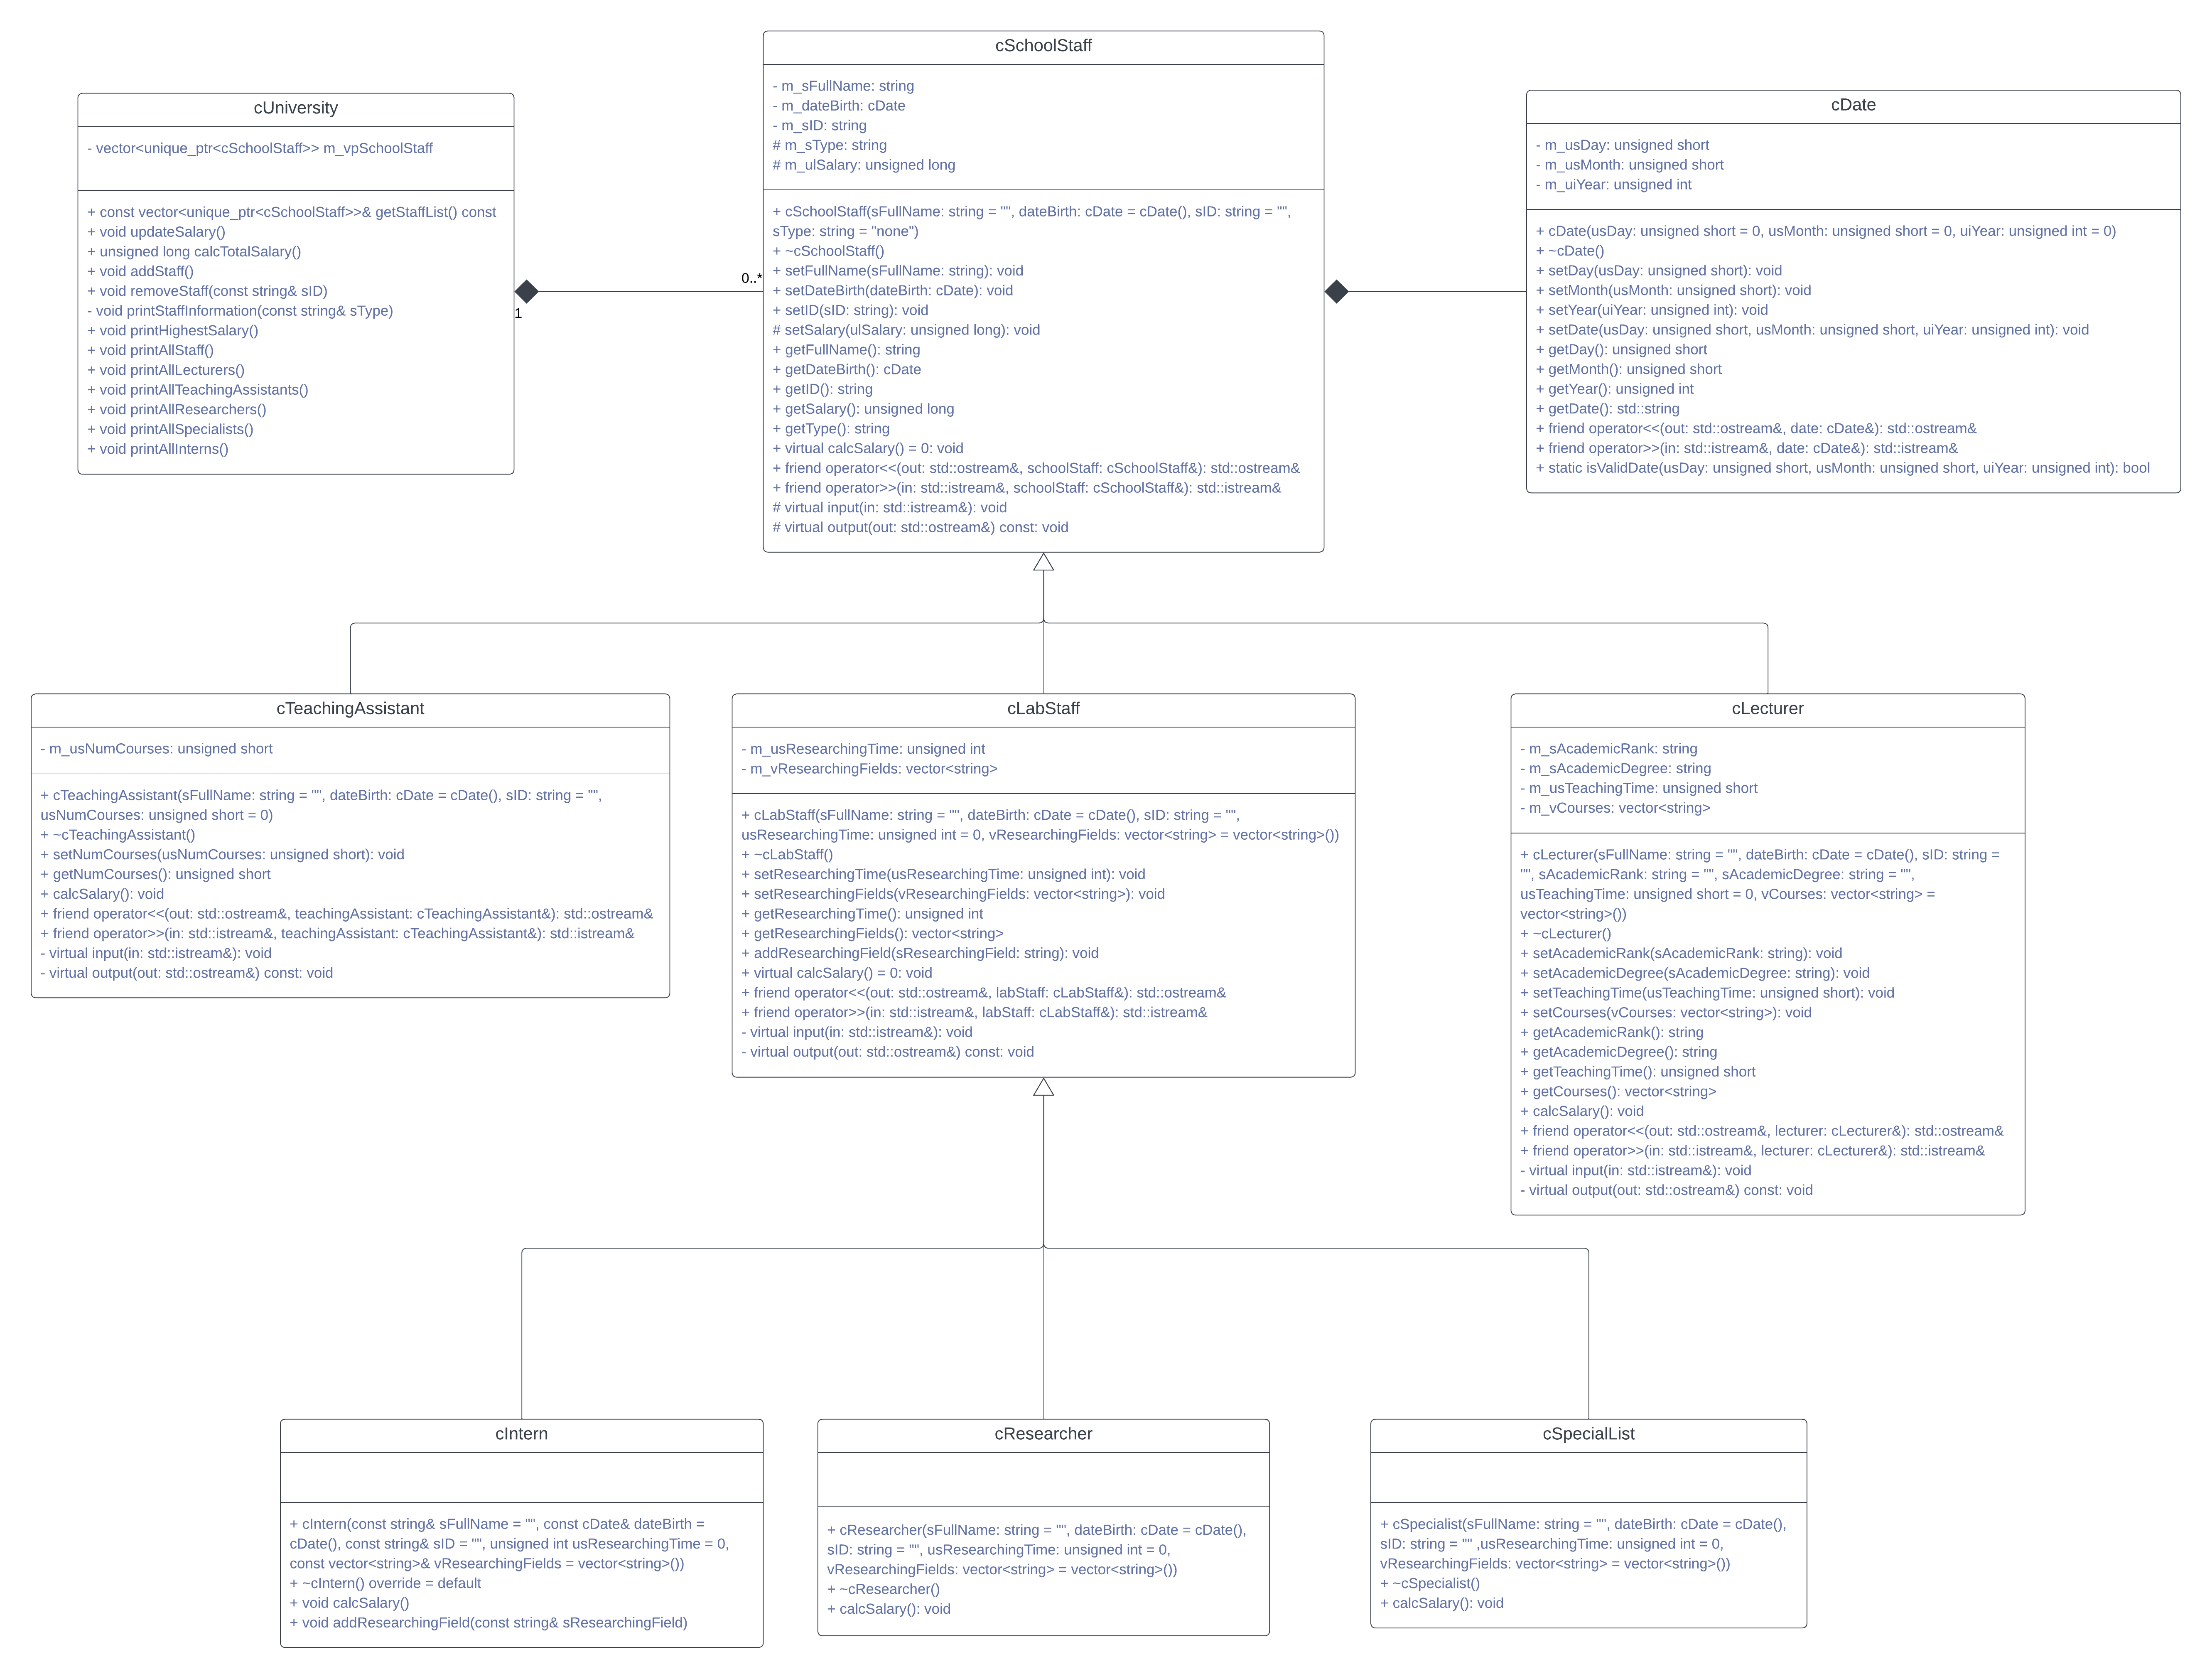 cUniversity
- vector<unique_ptr<cSchoolStaff>> m_vpSchoolStaff
+ const vector<unique_ptr<cSchoolStaff>>& getStaffList() const
+ void updateSalary()
+ unsigned long calcTotalSalary()
+ void addStaff()
+ void removeStaff(const string& sID)
- void printStaffInformation(const string& sType)
+ void printHighestSalary()
+ void printAllStaff()
+ void printAllLecturers()
+ void printAllTeachingAssistants()
+ void printAllResearchers()
+ void printAllSpecialists()
+ void printAllInterns()
1
0..*
cSchoolStaff
- m_sFullName: string
- m_dateBirth: cDate
- m_sID: string
# m_sType: string
# m_ulSalary: unsigned long
+ cSchoolStaff(sFullName: string = "", dateBirth: cDate = cDate(), sID: string = "",
sType: string = "none")
+ ~cSchoolStaff()
+ setFullName(sFullName: string): void
+ setDateBirth(dateBirth: cDate): void
+ setID(sID: string): void
# setSalary(ulSalary: unsigned long): void
+ getFullName(): string
+ getDateBirth(): cDate
+ getID(): string
+ getSalary(): unsigned long
+ getType(): string
+ virtual calcSalary() = 0: void
+ friend operator<<(out: std::ostream&, schoolStaff: cSchoolStaff&): std::ostream&
+ friend operator>>(in: std::istream&, schoolStaff: cSchoolStaff&): std::istream&
# virtual input(in: std::istream&): void
# virtual output(out: std::ostream&) const: void
cDate
- m_usDay: unsigned short
- m_usMonth: unsigned short
- m_uiYear: unsigned int
+ cDate(usDay: unsigned short = 0, usMonth: unsigned short = 0, uiYear: unsigned int = 0)
+ ~cDate()
+ setDay(usDay: unsigned short): void
+ setMonth(usMonth: unsigned short): void
+ setYear(uiYear: unsigned int): void
+ setDate(usDay: unsigned short, usMonth: unsigned short, uiYear: unsigned int): void
+ getDay(): unsigned short
+ getMonth(): unsigned short
+ getYear(): unsigned int
+ getDate(): std::string
+ friend operator<<(out: std::ostream&, date: cDate&): std::ostream&
+ friend operator>>(in: std::istream&, date: cDate&): std::istream&
+ static isValidDate(usDay: unsigned short, usMonth: unsigned short, uiYear: unsigned int): bool
cTeachingAssistant
- m_usNumCourses: unsigned short
+ cTeachingAssistant(sFullName: string = "", dateBirth: cDate = cDate(), sID: string = "",
usNumCourses: unsigned short = 0)
+ ~cTeachingAssistant()
+ setNumCourses(usNumCourses: unsigned short): void
+ getNumCourses(): unsigned short
+ calcSalary(): void
+ friend operator<<(out: std::ostream&, teachingAssistant: cTeachingAssistant&): std::ostream&
+ friend operator>>(in: std::istream&, teachingAssistant: cTeachingAssistant&): std::istream&
- virtual input(in: std::istream&): void
- virtual output(out: std::ostream&) const: void
cLabStaff
- m_usResearchingTime: unsigned int
- m_vResearchingFields: vector<string>
+ cLabStaff(sFullName: string = "", dateBirth: cDate = cDate(), sID: string = "",
usResearchingTime: unsigned int = 0, vResearchingFields: vector<string> = vector<string>())
+ ~cLabStaff()
+ setResearchingTime(usResearchingTime: unsigned int): void
+ setResearchingFields(vResearchingFields: vector<string>): void
+ getResearchingTime(): unsigned int
+ getResearchingFields(): vector<string>
+ addResearchingField(sResearchingField: string): void
+ virtual calcSalary() = 0: void
+ friend operator<<(out: std::ostream&, labStaff: cLabStaff&): std::ostream&
+ friend operator>>(in: std::istream&, labStaff: cLabStaff&): std::istream&
- virtual input(in: std::istream&): void
- virtual output(out: std::ostream&) const: void
cLecturer
- m_sAcademicRank: string
- m_sAcademicDegree: string
- m_usTeachingTime: unsigned short
- m_vCourses: vector<string>
+ cLecturer(sFullName: string = "", dateBirth: cDate = cDate(), sID: string =
"", sAcademicRank: string = "", sAcademicDegree: string = "",
usTeachingTime: unsigned short = 0, vCourses: vector<string> =
vector<string>())
+ ~cLecturer()
+ setAcademicRank(sAcademicRank: string): void
+ setAcademicDegree(sAcademicDegree: string): void
+ setTeachingTime(usTeachingTime: unsigned short): void
+ setCourses(vCourses: vector<string>): void
+ getAcademicRank(): string
+ getAcademicDegree(): string
+ getTeachingTime(): unsigned short
+ getCourses(): vector<string>
+ calcSalary(): void
+ friend operator<<(out: std::ostream&, lecturer: cLecturer&): std::ostream&
+ friend operator>>(in: std::istream&, lecturer: cLecturer&): std::istream&
- virtual input(in: std::istream&): void
- virtual output(out: std::ostream&) const: void
cIntern
+ cIntern(const string& sFullName = "", const cDate& dateBirth =
cDate(), const string& sID = "", unsigned int usResearchingTime = 0,
const vector<string>& vResearchingFields = vector<string>())
+ ~cIntern() override = default
+ void calcSalary()
+ void addResearchingField(const string& sResearchingField)
cResearcher
+ cResearcher(sFullName: string = "", dateBirth: cDate = cDate(),
sID: string = "", usResearchingTime: unsigned int = 0,
vResearchingFields: vector<string> = vector<string>())
+ ~cResearcher()
+ calcSalary(): void
cSpecialList
+ cSpecialist(sFullName: string = "", dateBirth: cDate = cDate(),
sID: string = "" ,usResearchingTime: unsigned int = 0,
vResearchingFields: vector<string> = vector<string>())
+ ~cSpecialist()
+ calcSalary(): void